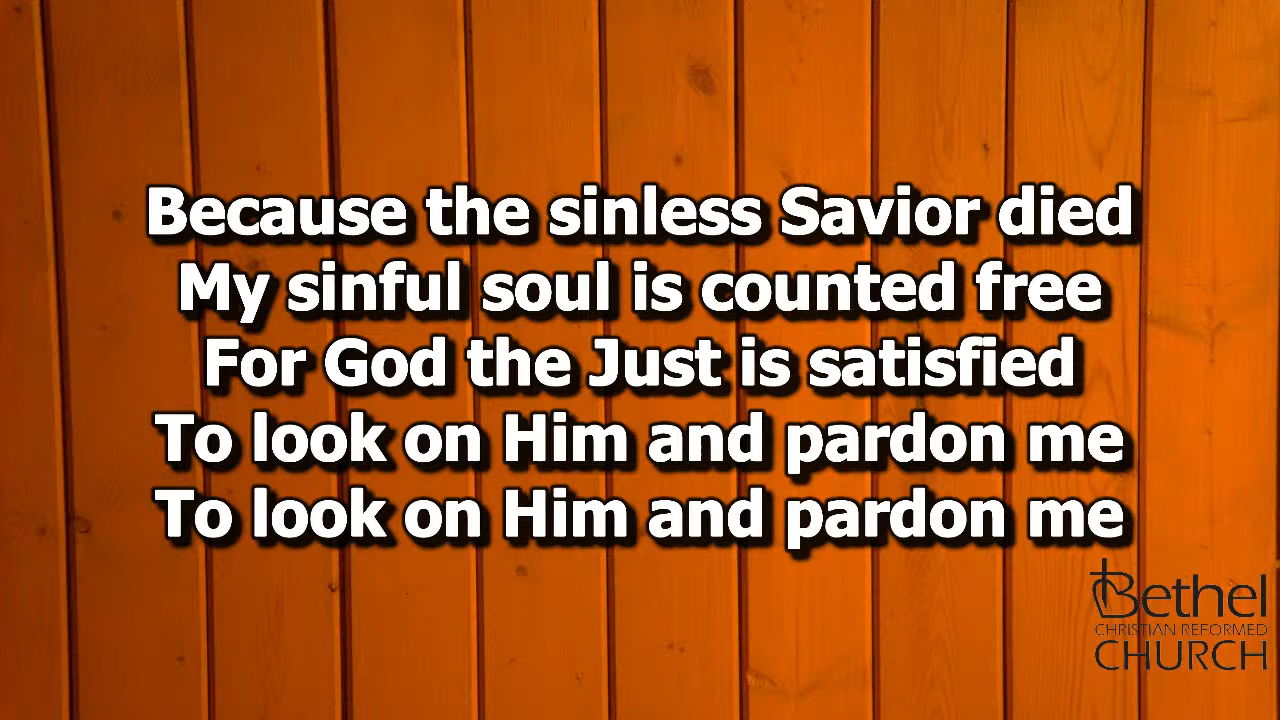 Because the sinless Savior died
My sinful soul is counted free
For God the Just is satisfied
To look on Him and pardon me
To look on Him and pardon me
Bethel
CHRISTIAN REFORMED
CHURCH